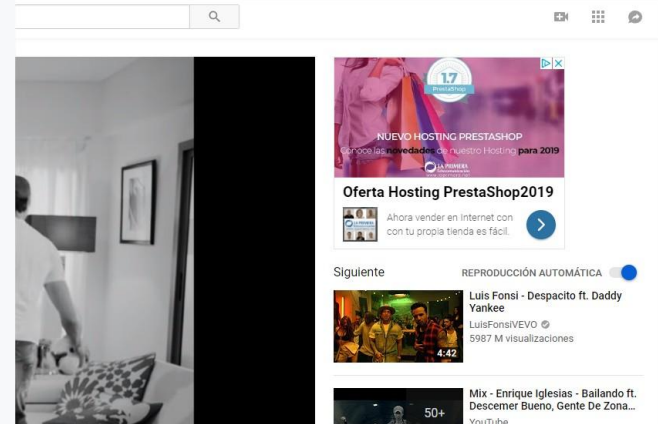 1.7
PrestaShop
NUEVO HOSTING PRESTASHOP
Conoce las novedades de nuestro Hosting para 2019
LA PRIMERA
Oferta Hosting PrestaShop2019
Ahora vender en Internet con
con tu propia tienda es fácil.
Siguiente
REPRODUCCIÓN AUTOMÁTICA
Luis Fonsi - Despacito ft. Daddy
Yankee
LuisFonsiVEVO
5987 M visualizaciones
4:42
Mix - Enrique Iglesias - Bailando ft.
Descemer Bueno, Gente De Zona...
YouTube
50+